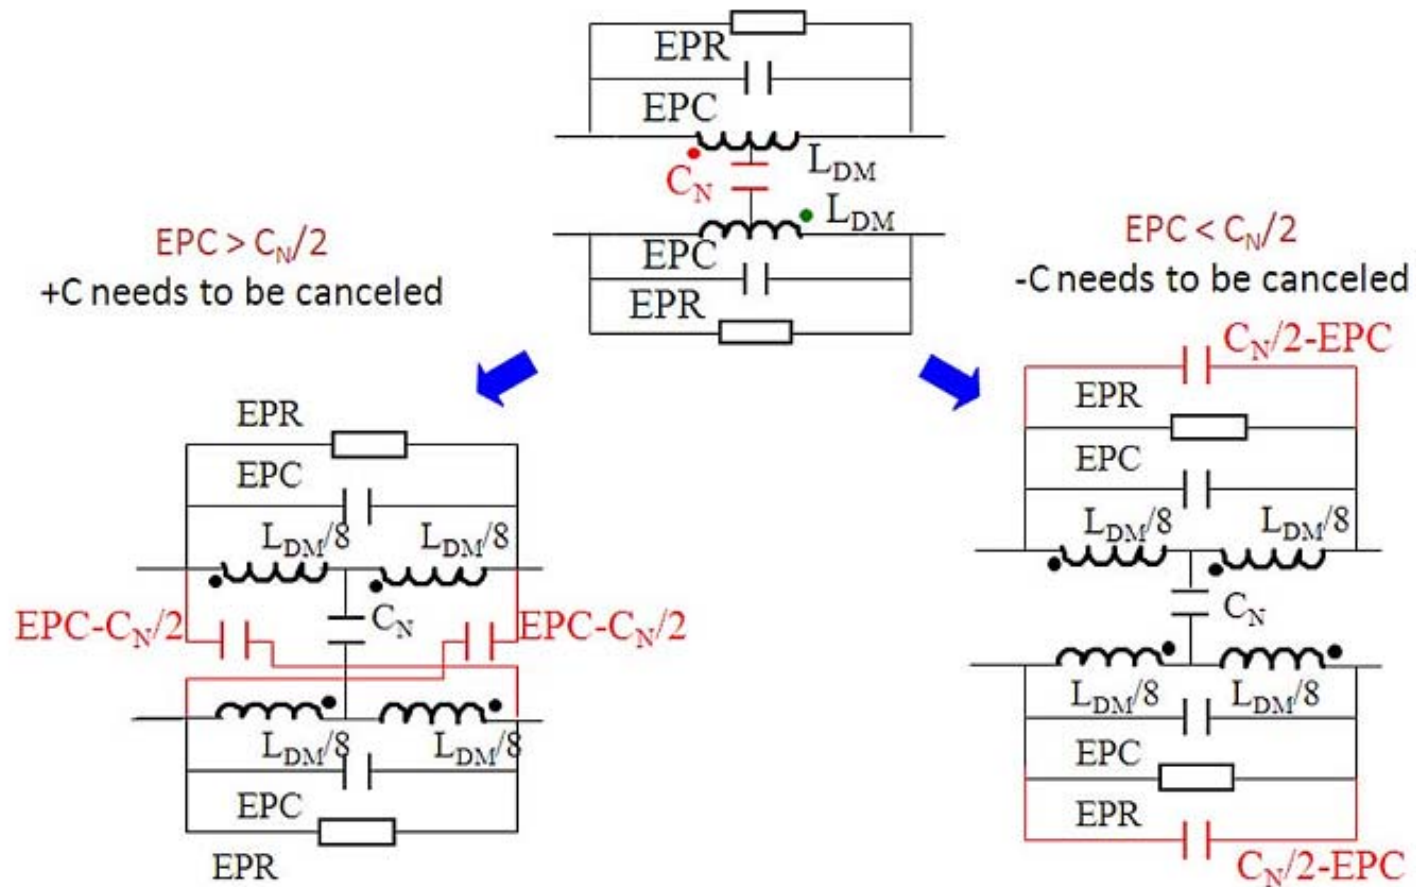 EPR
EPC
L_DM
C_N
L_DM
EPC
EPR
EPC > C_N/2
+C needs to be canceled
EPC < C_N/2
-C needs to be canceled
EPR
EPC
L_DM/8 L_DM/8
EPC-C_N/2 C_N EPC-C_N/2
L_DM/8 L_DM/8
EPC
EPR
C_N/2-EPC
EPR
EPC
L_DM/8 L_DM/8
C_N
L_DM/8 L_DM/8
EPC
EPR
C_N/2-EPC